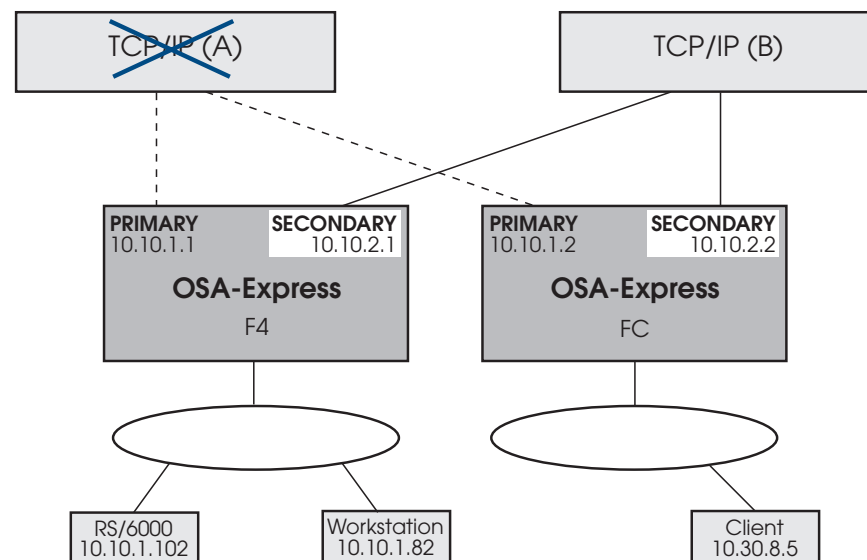 TCP/IP (A)
TCP/IP (B)
PRIMARY
10.10.1.1
SECONDARY
10.10.2.1
OSA-Express
F4
PRIMARY
10.10.1.2
SECONDARY
10.10.2.2
OSA-Express
FC
RS/6000
10.10.1.102
Workstation
10.10.1.82
Client
10.30.8.5